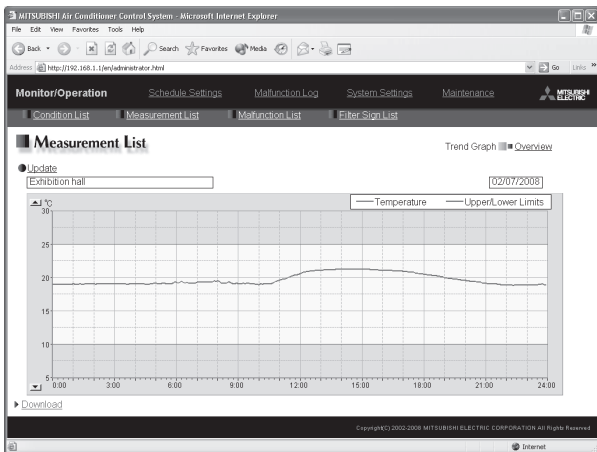 MITSUBISHI Air Conditioner Control System - Microsoft Internet Explorer
File Edit View Favorites Tools Help
Back Search Favorites Media
Address http://192.168.1.1/en/administrator.html Go Links »
Monitor/Operation Schedule Settings Malfunction Log System Settings Maintenance MITSUBISHI ELECTRIC
Condition List Measurement List Malfunction List Filter Sign List
Measurement List
Trend Graph Overview
Update
Exhibition hall 02/07/2008
°C
Temperature Upper/Lower Limits
30
25
20
15
10
5
0:00 3:00 6:00 9:00 12:00 15:00 18:00 21:00 24:00
Download
Copyright(C) 2002-2008 MITSUBISHI ELECTRIC CORPORATION All Rights Reserved
Internet